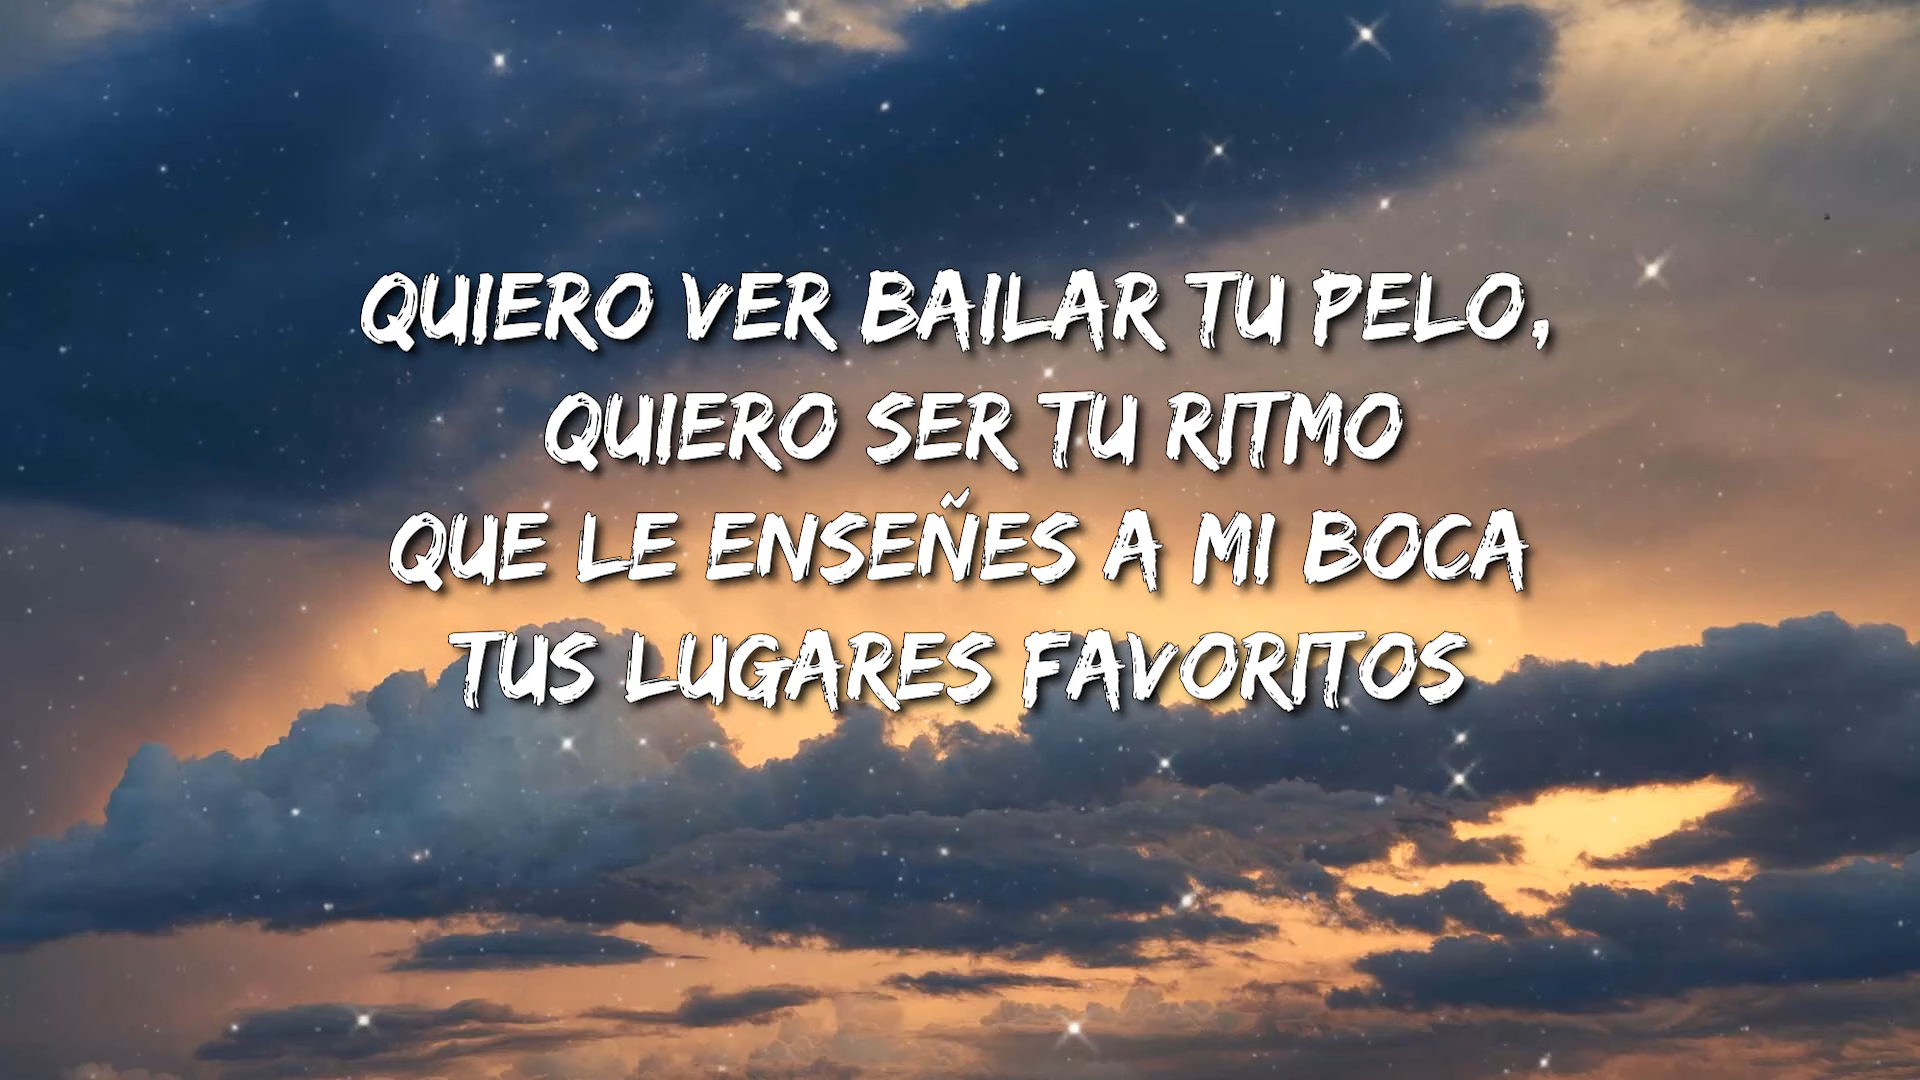 QUIERO VER BAILAR TU PELO,
QUIERO SER TU RITMO
QUE LE ENSEÑES A MI BOCA
TUS LUGARES FAVORITOS